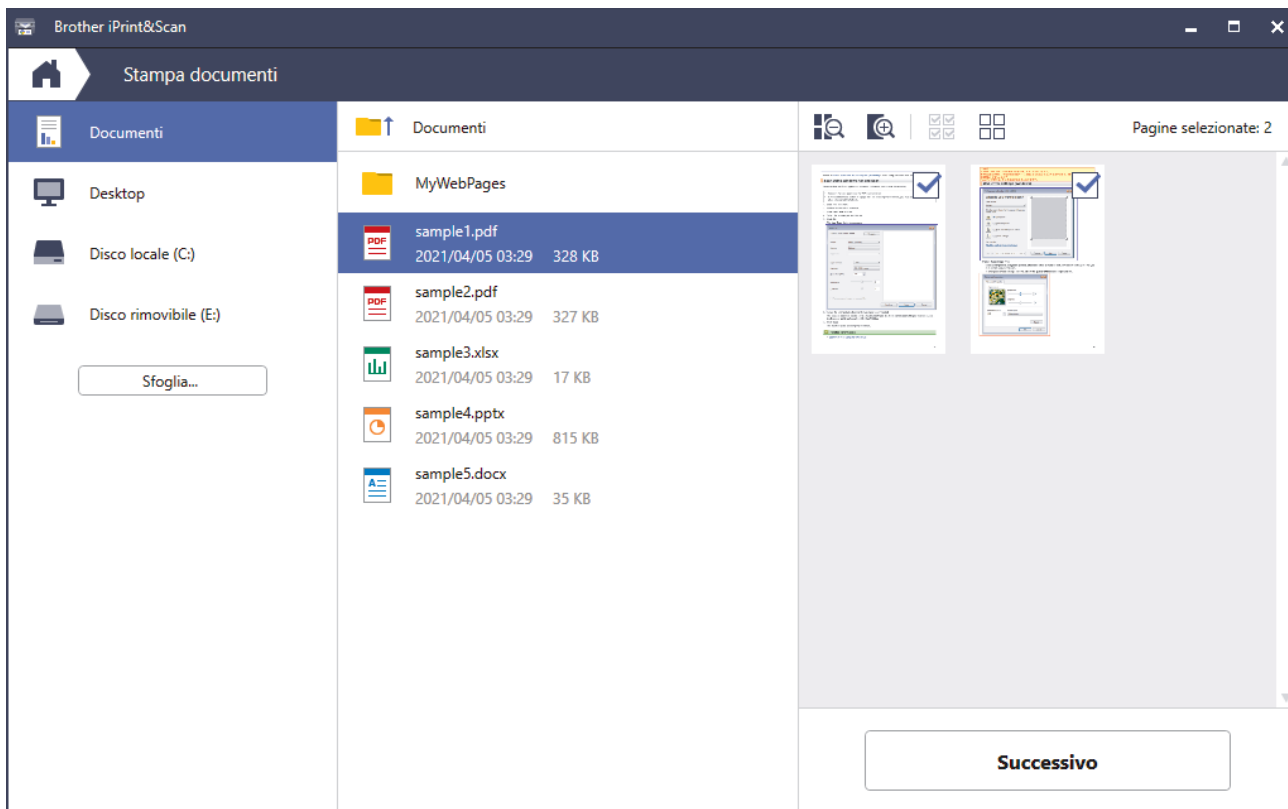 Brother iPrint&Scan
Stampa documenti
Documenti
Desktop
Disco locale (C:)
Disco rimovibile (E:)
Sfoglia...
Documenti
MyWebPages
PDF
sample1.pdf
2021/04/05 03:29 328 KB
PDF
sample2.pdf
2021/04/05 03:29 327 KB
sample3.xlsx
2021/04/05 03:29 17 KB
sample4.pptx
2021/04/05 03:29 815 KB
A
sample5.docx
2021/04/05 03:29 35 KB
Pagine selezionate: 2
Successivo